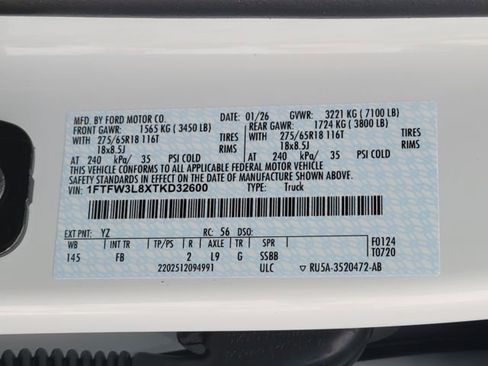 MFD. BY FORD MOTOR CO. 01/26 GVWR: 3221 KG ( 7100 LB)
FRONT GAWR: 1565 KG ( 3450 LB) REAR GAWR: 1724 KG ( 3800 LB)
WITH 275/65R18 116T WITH 275/65R18 116T
18x8.5J 18x8.5J
AT 240 kPa/ 35 PSI COLD AT 240 kPa/ 35 PSI COLD
THIS VEHICLE CONFORMS TO ALL APPLICABLE FEDERAL MOTOR VEHICLE
SAFETY STANDARDS IN EFFECT ON THE DATE OF MANUFACTURE SHOWN ABOVE.
VIN: 1FTFW3L8XTKD32600 TYPE: Truck
EXT PNT: YZ RC: 56 DSO:
WB INT TR TP/PS R AXLE TR SPR F0124
145 FB 2 L9 G SSBB T0720
2202512094991 ULC ▽ RU5A-3520472-AB